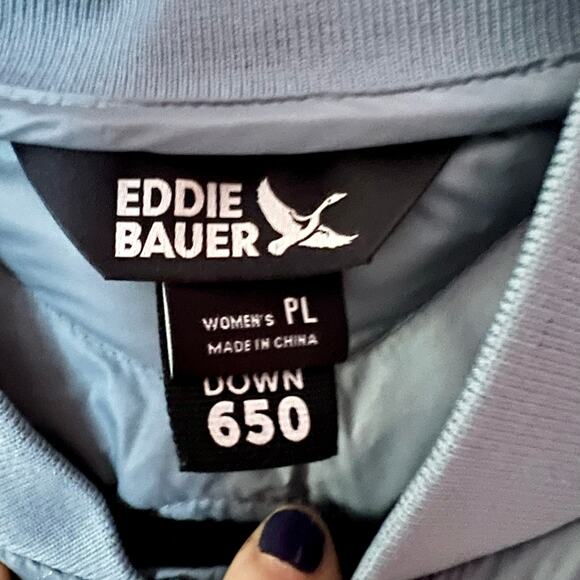 EDDIE
BAUER
WOMEN'S PL
MADE IN CHINA
DOWN
650